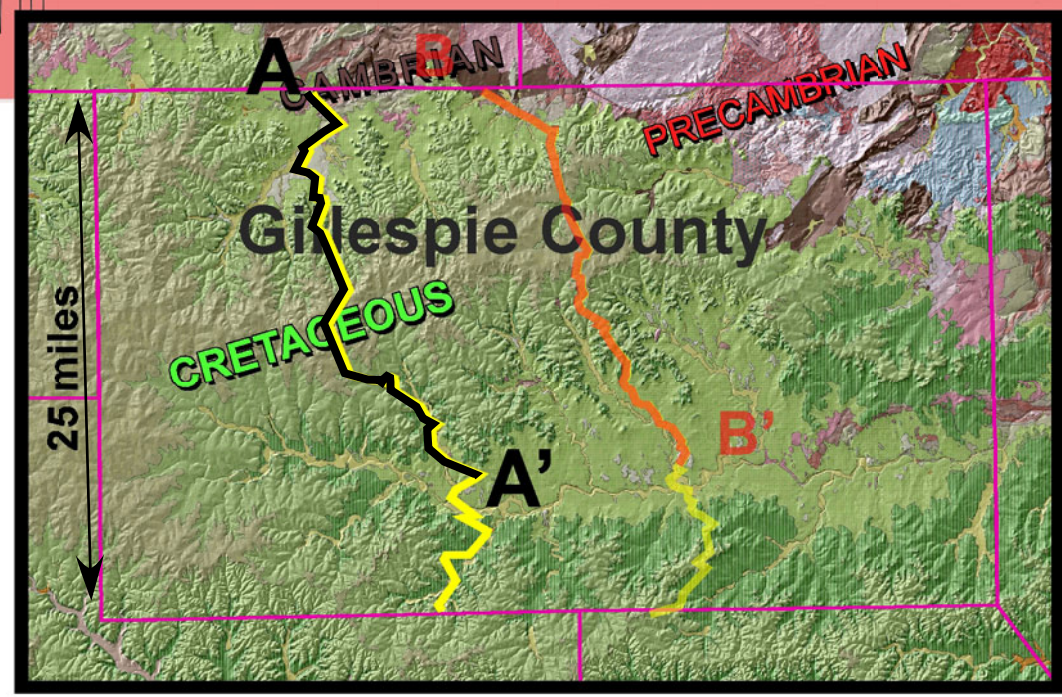 A
B
CAMBRIAN
PRECAMBRIAN
Gillespie County
CRETACEOUS
25 miles
B’
A’